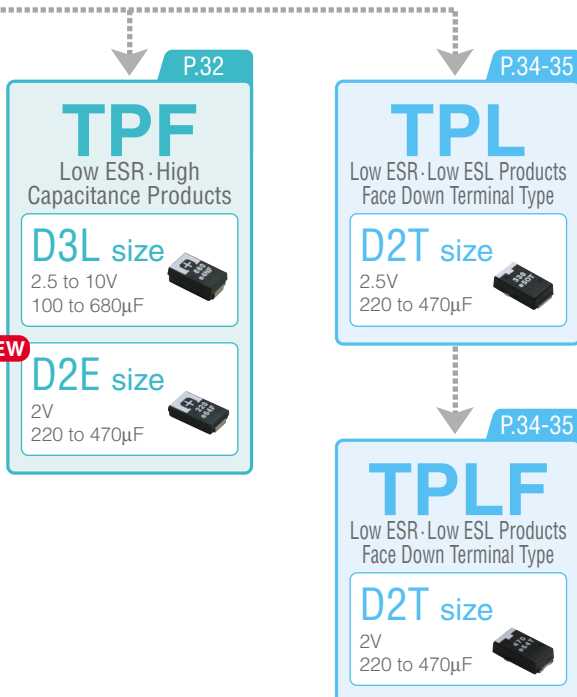 P.32
TPF
Low ESR·High
Capacitance Products
D3L size
2.5 to 10V
100 to 680μF
EW
D2E size
2V
220 to 470μF
P.34-35
TPL
Low ESR·Low ESL Products
Face Down Terminal Type
D2T size
2.5V
220 to 470μF
P.34-35
TPLF
Low ESR·Low ESL Products
Face Down Terminal Type
D2T size
2V
220 to 470μF